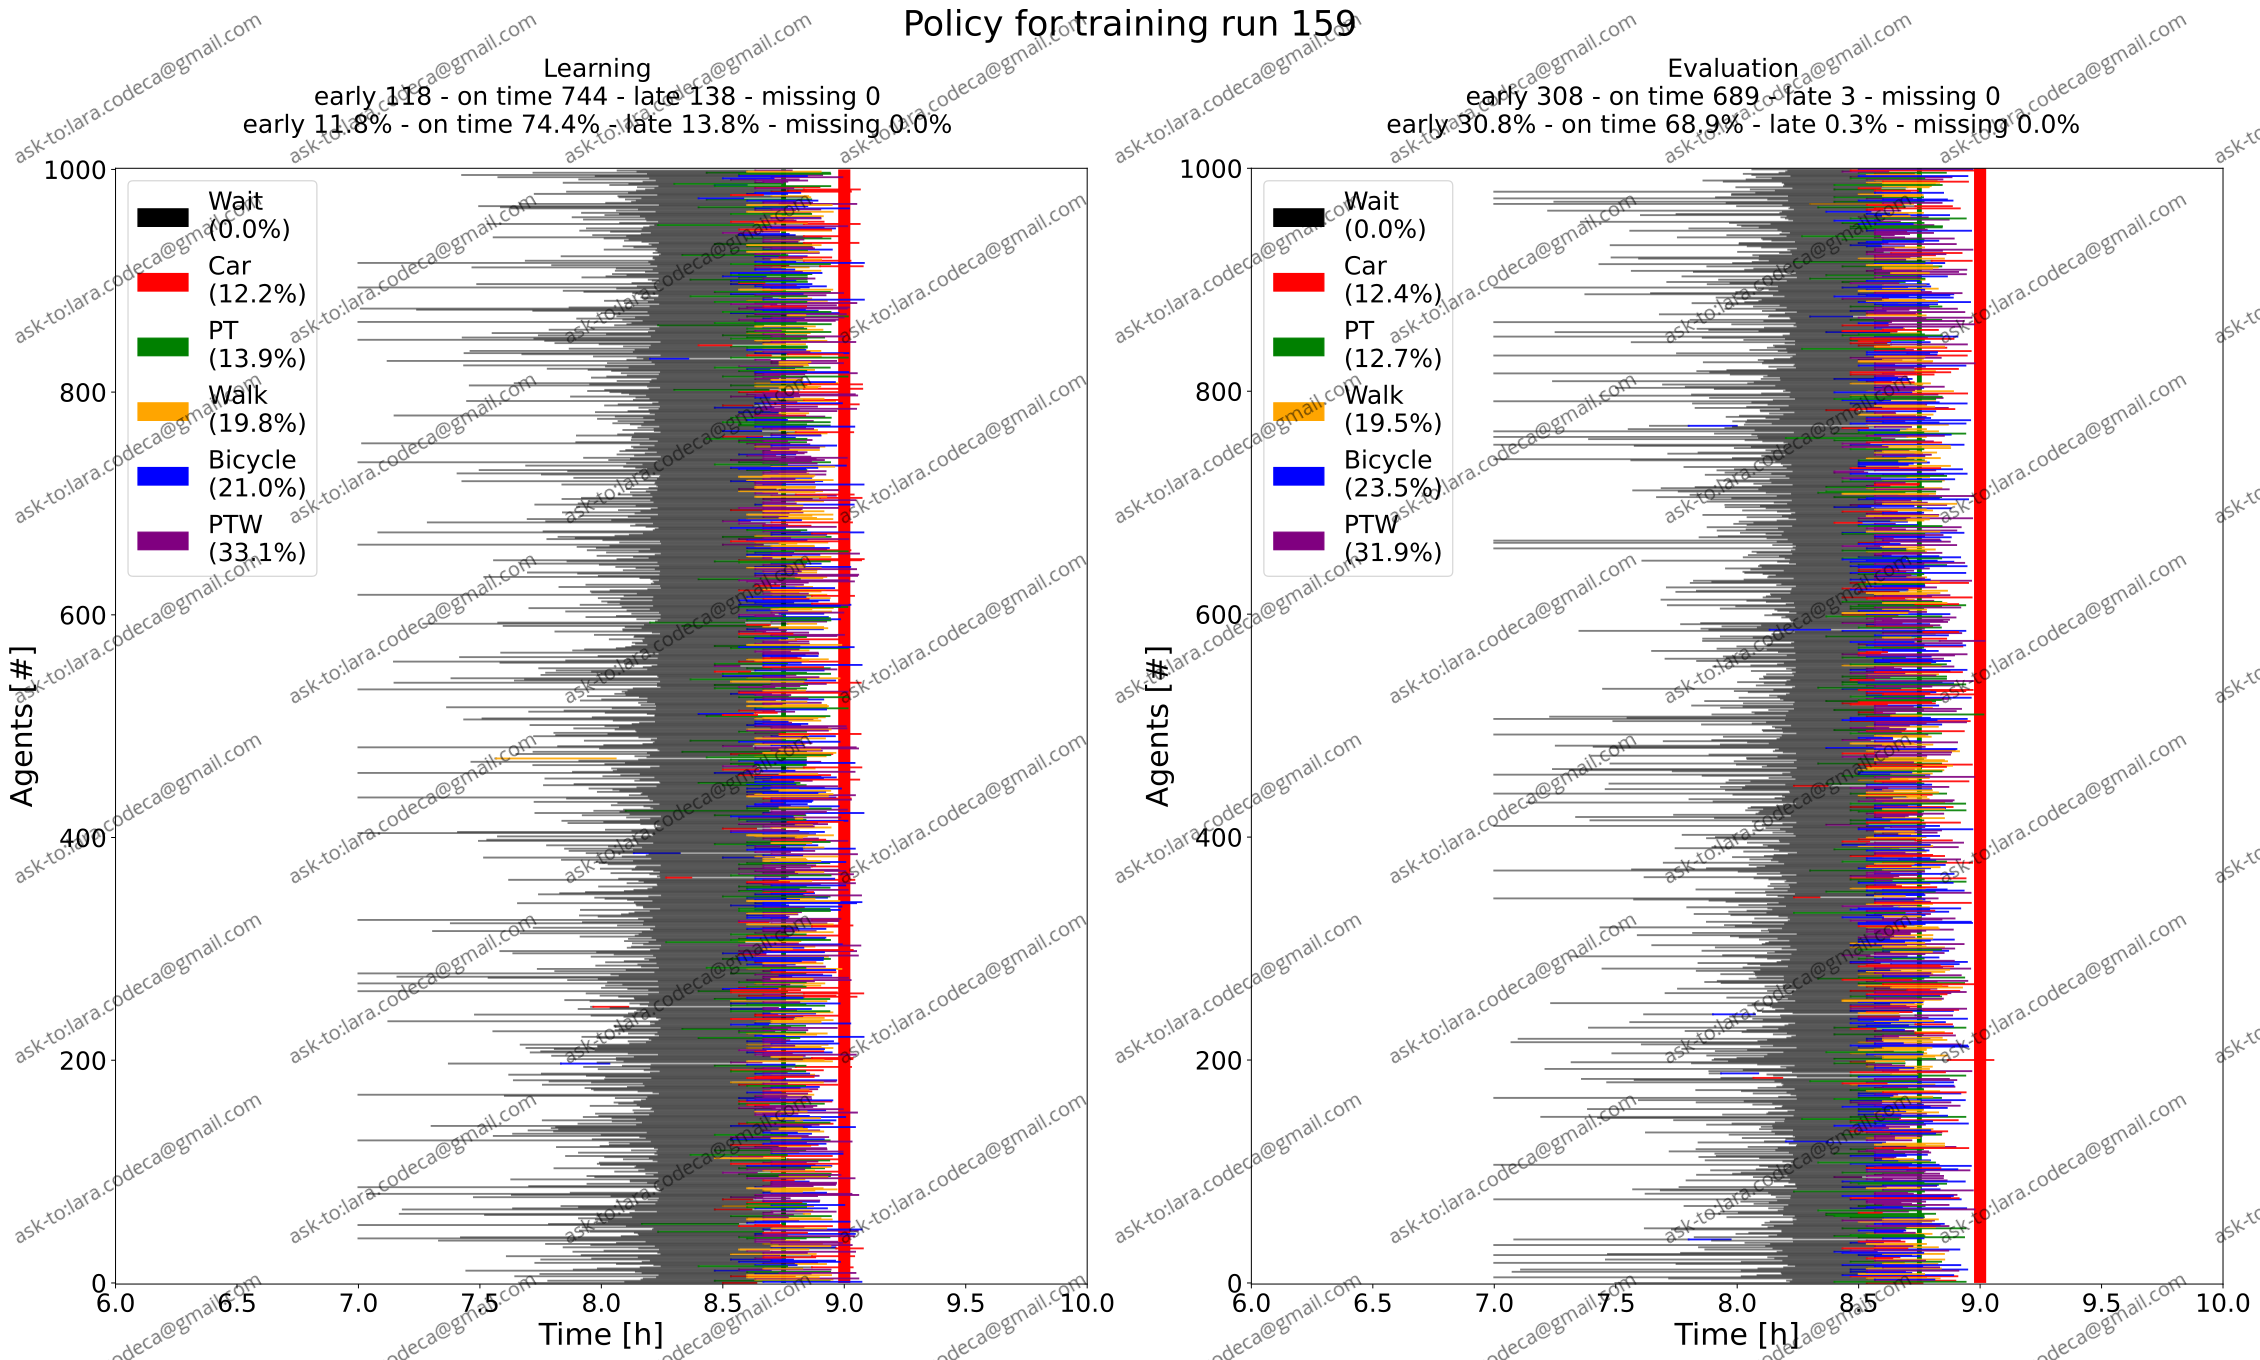 Policy for training run 159
Learning
early 118 - on time 744 - late 138 - missing 0
early 11.8% - on time 74.4% - late 13.8% - missing 0.0%
1000
800
600
400
200
0
Agents [#]
Wait
(0.0%)
Car
(12.2%)
PT
(13.9%)
Walk
(19.8%)
Bicycle
(21.0%)
PTW
(33.1%)
6.0 6.5 7.0 7.5 8.0 8.5 9.0 9.5 10.0
Time [h]
Evaluation
early 308 - on time 689 - late 3 - missing 0
early 30.8% - on time 68.9% - late 0.3% - missing 0.0%
1000
800
600
400
200
0
Agents [#]
Wait
(0.0%)
Car
(12.4%)
PT
(12.7%)
Walk
(19.5%)
Bicycle
(23.5%)
PTW
(31.9%)
6.0 6.5 7.0 7.5 8.0 8.5 9.0 9.5 10.0
Time [h]
ask-to:lara.codeca@gmail.com